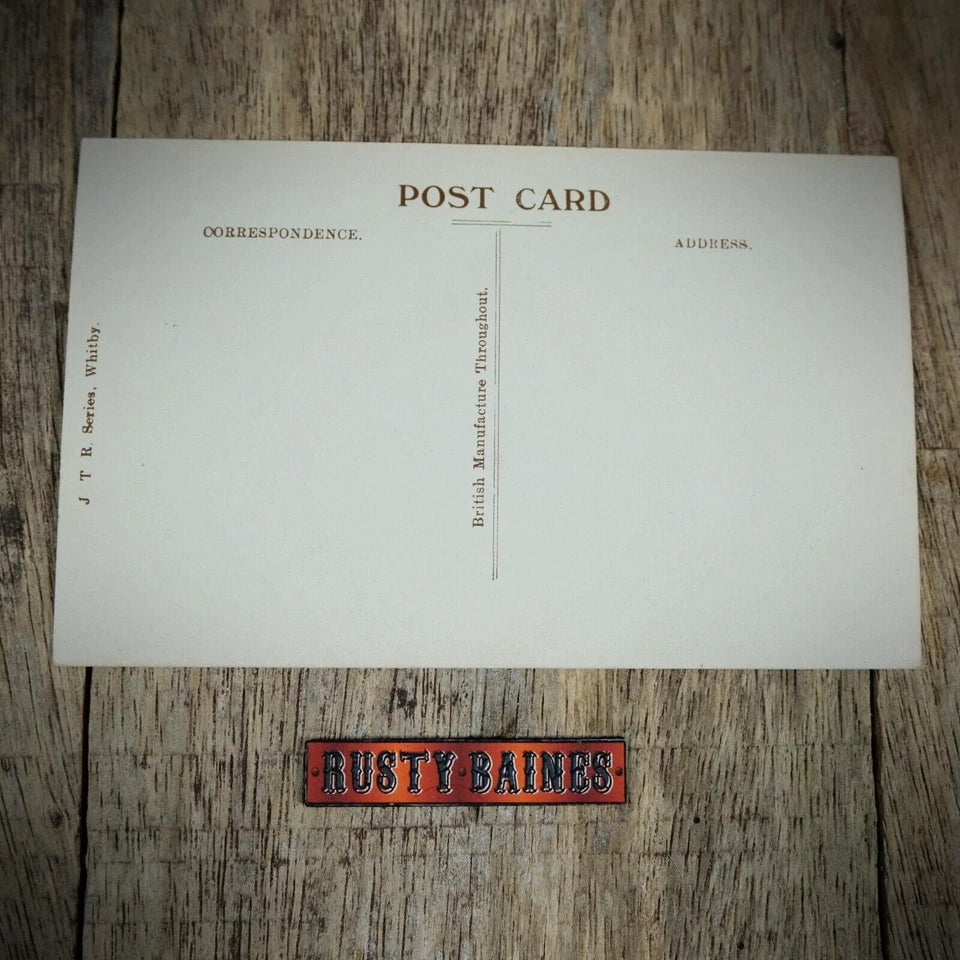 POST CARD
CORRESPONDENCE.
ADDRESS.
British Manufacture Throughout.
J T R. Series, Whitby.
RUSTY·BAINES